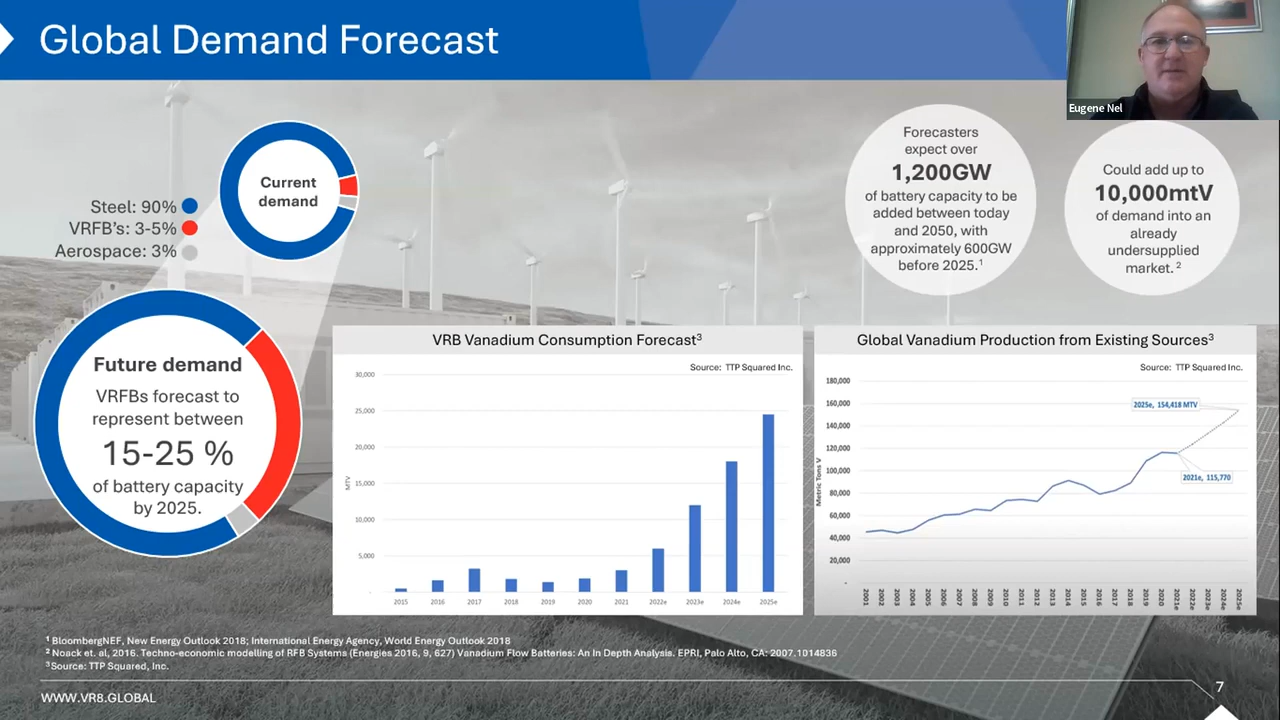 Global Demand Forecast
Eugene Nel
Current
demand
Steel: 90%
VRFB's: 3-5%
Aerospace: 3%
Future demand
VRFBs forecast to
represent between
15-25 %
of battery capacity
by 2025.
Forecasters
expect over
1,200GW
of battery capacity to be
added between today
and 2050, with
approximately 600GW
before 2025.¹
Could add up to
10,000mtV
of demand into an
already
undersupplied
market. ²
VRB Vanadium Consumption Forecast³
Source: TTP Squared Inc.
30,000
25,000
20,000
15,000
10,000
5,000
-
MTV
2015 2016 2017 2018 2019 2020 2021 2022e 2023e 2024e 2025e
Global Vanadium Production from Existing Sources³
Source: TTP Squared Inc.
180,000
160,000
140,000
120,000
100,000
80,000
60,000
40,000
20,000
-
Metric Tons V
2025e, 154,418 MTV
2021e, 115,770
2001 2002 2003 2004 2005 2006 2007 2008 2009 2010 2011 2012 2013 2014 2015 2016 2017 2018 2019 2020 2021e 2022e 2023e 2024e 2025e
¹ BloombergNEF, New Energy Outlook 2018; International Energy Agency, World Energy Outlook 2018
² Noack et. al, 2016. Techno-economic modelling of RFB Systems (Energies 2016, 9, 627) Vanadium Flow Batteries: An In Depth Analysis. EPRI, Palo Alto, CA: 2007.1014836
³ Source: TTP Squared, Inc.
WWW.VR8.GLOBAL
7